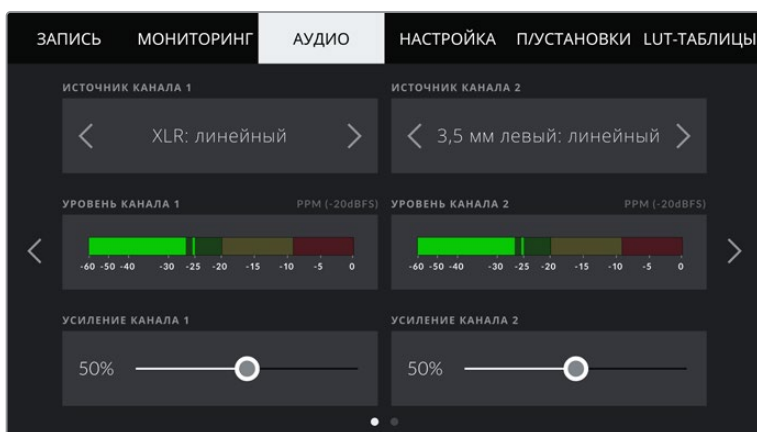 ЗАПИСЬ МОНИТОРИНГ АУДИО НАСТРОЙКА П/УСТАНОВКИ LUT-ТАБЛИЦЫ
ИСТОЧНИК КАНАЛА 1 ИСТОЧНИК КАНАЛА 2
XLR: линейный 3,5 мм левый: линейный
УРОВЕНЬ КАНАЛА 1 PPM (-20dBFS) УРОВЕНЬ КАНАЛА 2 PPM (-20dBFS)
-60 -50 -40 -30 -25 -20 -15 -10 -5 0 -60 -50 -40 -30 -25 -20 -15 -10 -5 0
УСИЛЕНИЕ КАНАЛА 1 УСИЛЕНИЕ КАНАЛА 2
50% 50%